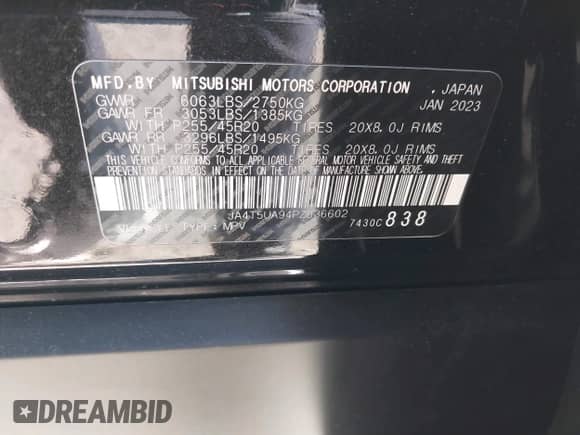 MFD. BY MITSUBISHI MOTORS CORPORATION , JAPAN
GVWR 6063LBS/2750KG JAN 2023
GAWR FR 3053LBS/1385KG
WITH P255/45R20 TIRES 20X8.0J RIMS
GAWR RR 3296LBS/1495KG
WITH P255/45R20 TIRES 20X8.0J RIMS
THIS VEHICLE CONFORMS TO ALL APPLICABLE FEDERAL MOTOR VEHICLE SAFETY AND THEFT
PREVENTION STANDARDS IN EFFECT ON THE DATE OF MANUFACTURE SHOWN ABOVE.
JA4T5UA94PZ036602
TYPE: MPV 7430C 838
DREAMBID